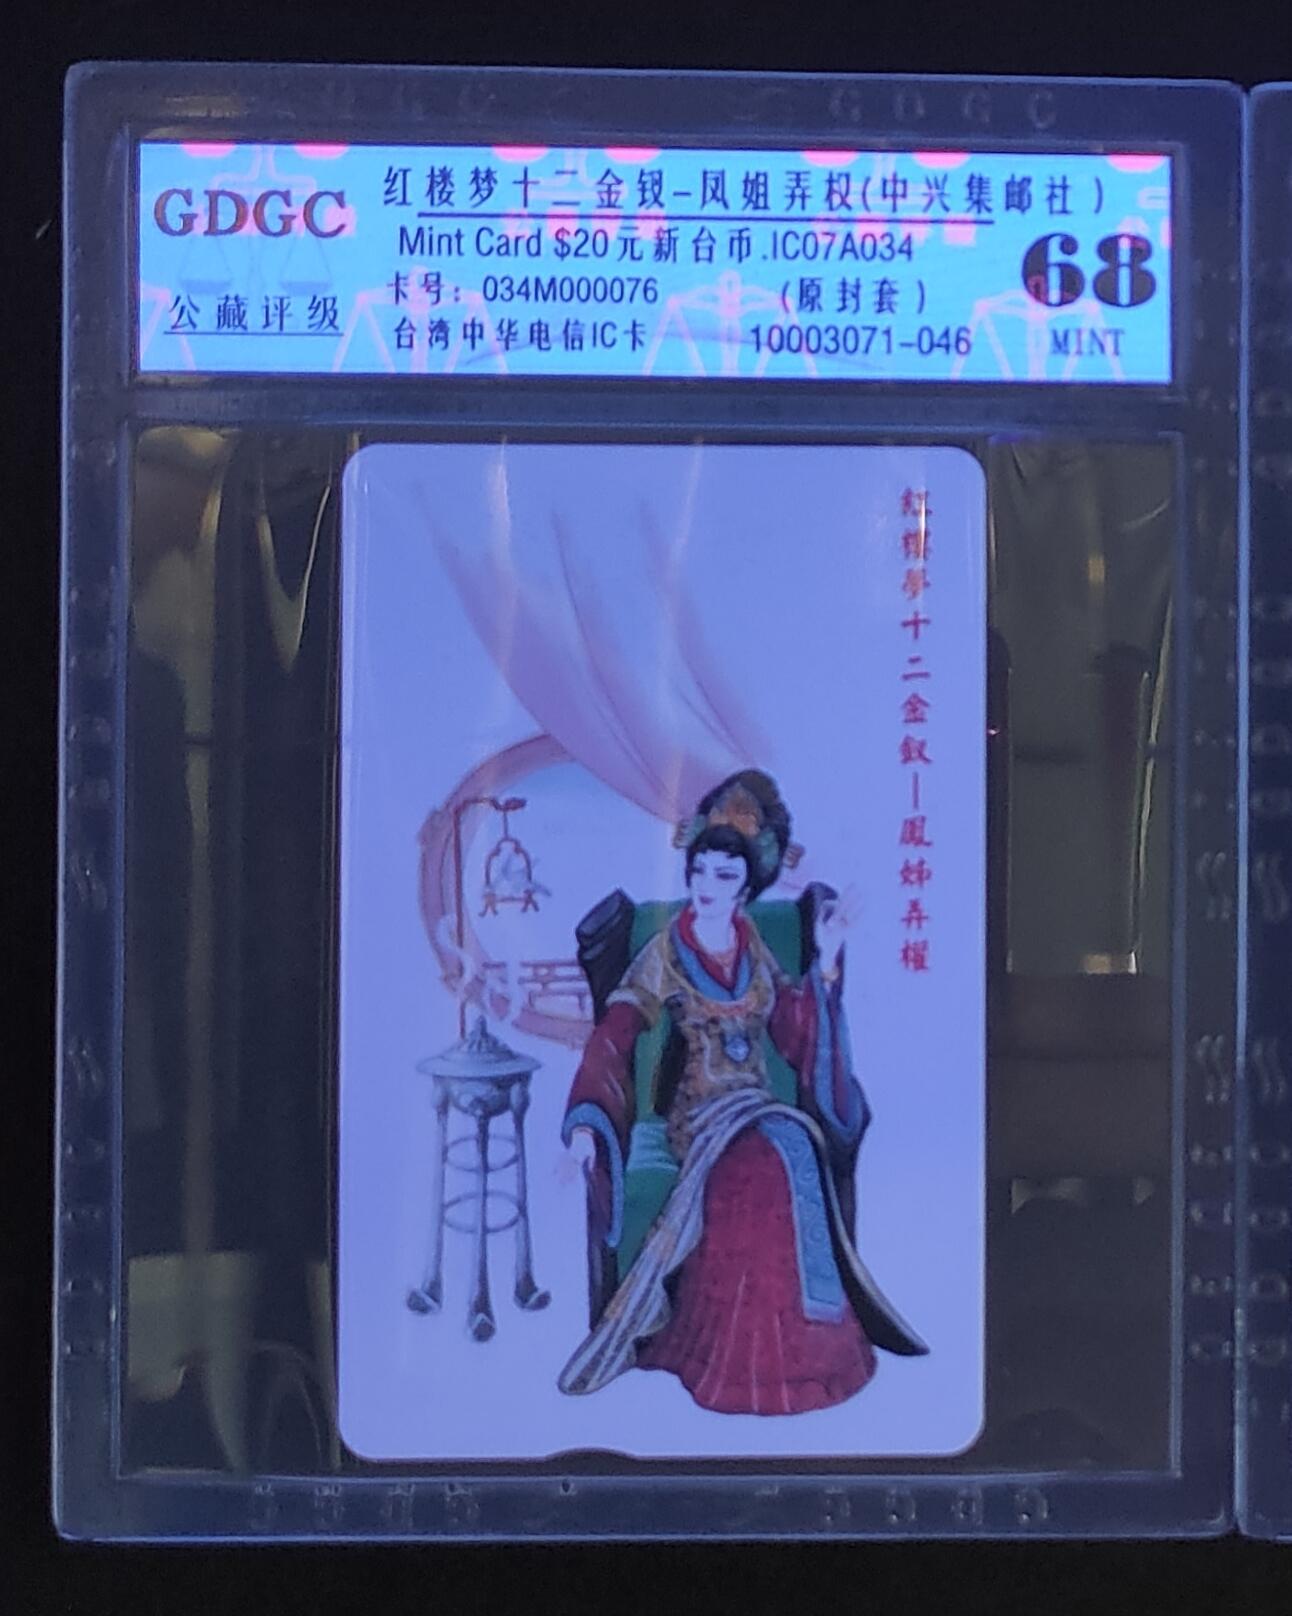 GDGC
公藏评级
红楼梦十二金钗-凤姐弄权(中兴集邮社)
Mint Card $20元新台币.IC07A034
卡号: 034M000076 (原封套)
台湾中华电信IC卡 10003071-046
68
MINT
紅樓夢十二金釵—鳳姊弄權
G D G C